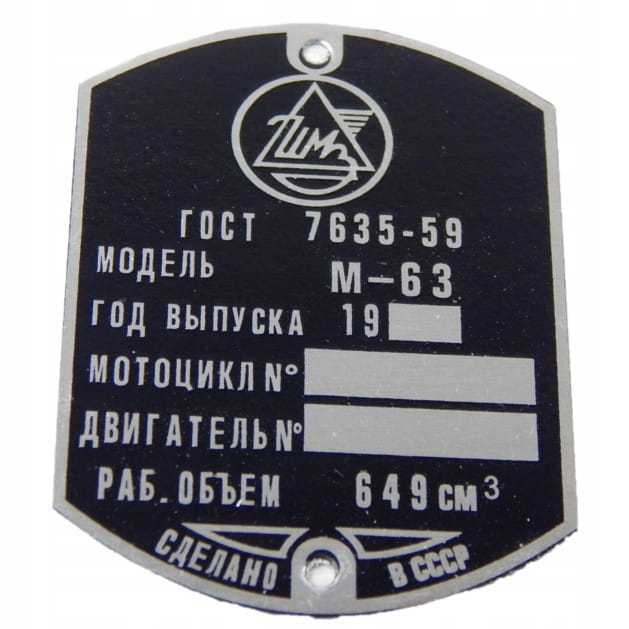 ИМЗ
ГОСТ 7635-59
МОДЕЛЬ М-63
ГОД ВЫПУСКА 19
МОТОЦИКЛ №
ДВИГАТЕЛЬ №
РАБ. ОБЪЕМ 649 СМ³
СДЕЛАНО В СССР